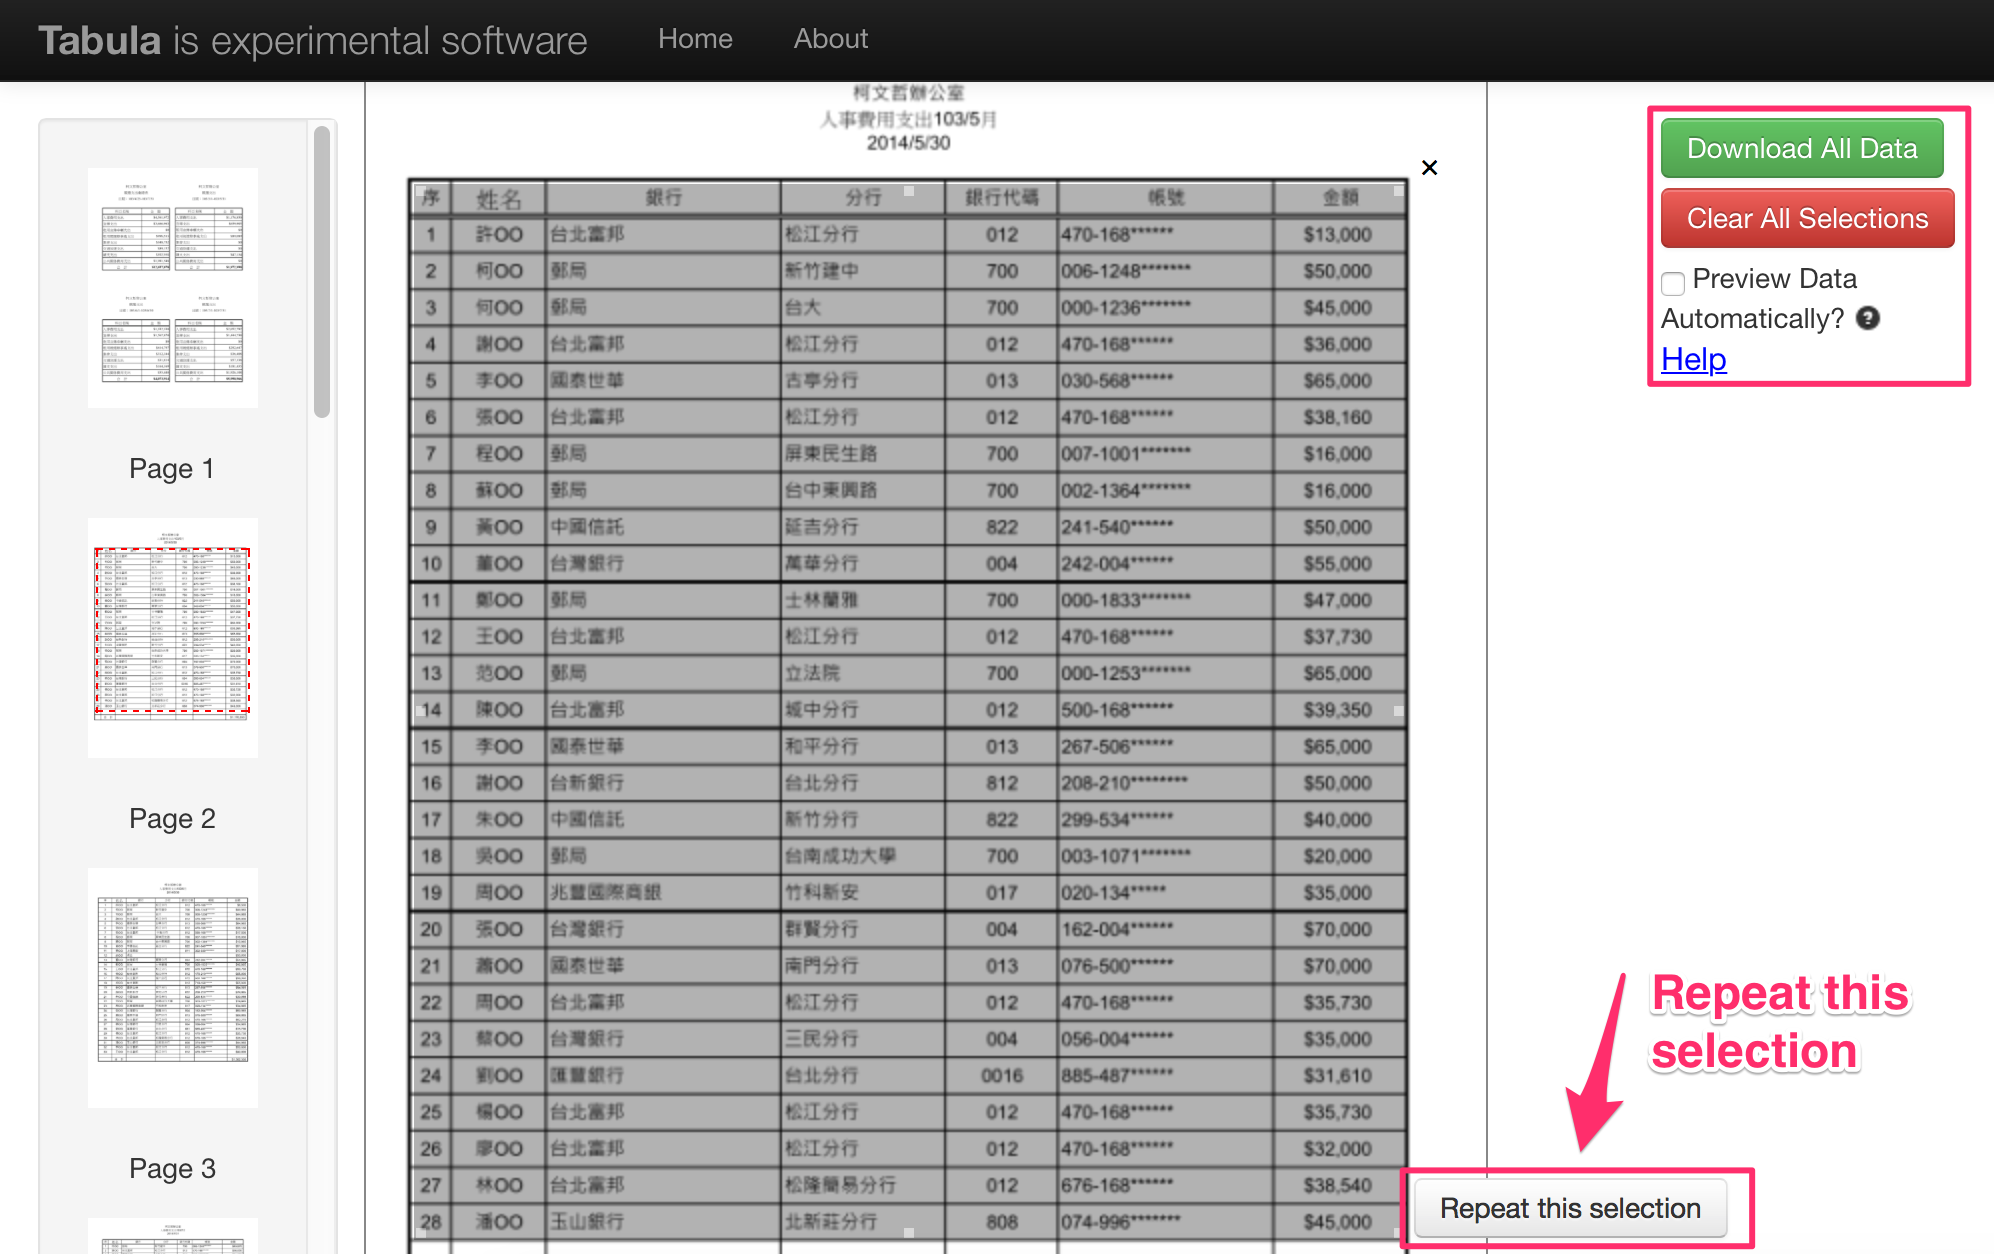 Tabula is experimental software Home About
柯文哲辦公室
人事費用支出103/5月
2014/5/30
序 姓名 銀行 分行 銀行代碼 帳號 金額
1 許OO 台北富邦 松江分行 012 470-168****** $13,000
2 柯OO 郵局 新竹建中 700 006-1248******* $50,000
3 何OO 郵局 台大 700 000-1236******* $45,000
4 謝OO 台北富邦 松江分行 012 470-168****** $36,000
5 李OO 國泰世華 古亭分行 013 030-568****** $65,000
6 張OO 台北富邦 松江分行 012 470-168****** $38,160
7 程OO 郵局 屏東民生路 700 007-1001******* $16,000
8 蘇OO 郵局 台中東興路 700 002-1364******* $16,000
9 黃OO 中國信託 延吉分行 822 241-540****** $50,000
10 董OO 台灣銀行 萬華分行 004 242-004****** $55,000
11 鄭OO 郵局 士林蘭雅 700 000-1833******* $47,000
12 王OO 台北富邦 松江分行 012 470-168****** $37,730
13 范OO 郵局 立法院 700 000-1253******* $65,000
14 陳OO 台北富邦 城中分行 012 500-168****** $39,350
15 李OO 國泰世華 和平分行 013 267-506****** $65,000
16 謝OO 台新銀行 台北分行 812 208-210******** $50,000
17 朱OO 中國信託 新竹分行 822 299-534****** $40,000
18 吳OO 郵局 台南成功大學 700 003-1071******* $20,000
19 周OO 兆豐國際商銀 竹科新安 017 020-134***** $35,000
20 張OO 台灣銀行 群賢分行 004 162-004****** $70,000
21 蕭OO 國泰世華 南門分行 013 076-500****** $70,000
22 周OO 台北富邦 松江分行 012 470-168****** $35,730
23 蔡OO 台灣銀行 三民分行 004 056-004****** $35,000
24 劉OO 匯豐銀行 台北分行 0016 885-487****** $31,610
25 楊OO 台北富邦 松江分行 012 470-168****** $35,730
26 廖OO 台北富邦 松江分行 012 470-168****** $32,000
27 林OO 台北富邦 松隆簡易分行 012 676-168****** $38,540
28 潘OO 玉山銀行 北新莊分行 808 074-996******* $45,000
Page 1
Page 2
Page 3
Download All Data
Clear All Selections
Preview Data
Automatically? ?
Help
Repeat this
selection
Repeat this selection